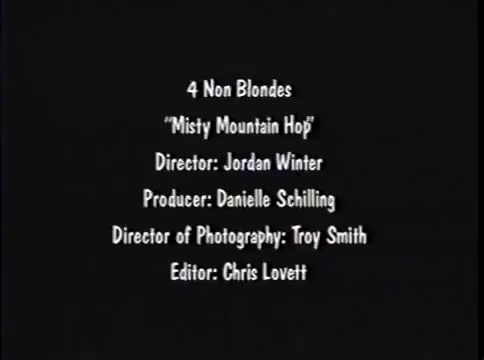 4 Non Blondes
"Misty Mountain Hop"
Director: Jordan Winter
Producer: Danielle Schilling
Director of Photography: Troy Smith
Editor: Chris Lovett